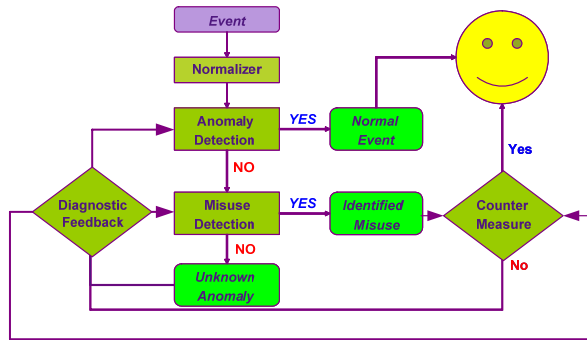 Event
Normalizer
Anomaly
Detection
YES
Normal
Event
Yes
NO
Diagnostic
Feedback
Misuse
Detection
YES
Identified
Misuse
Counter
Measure
NO
No
Unknown
Anomaly